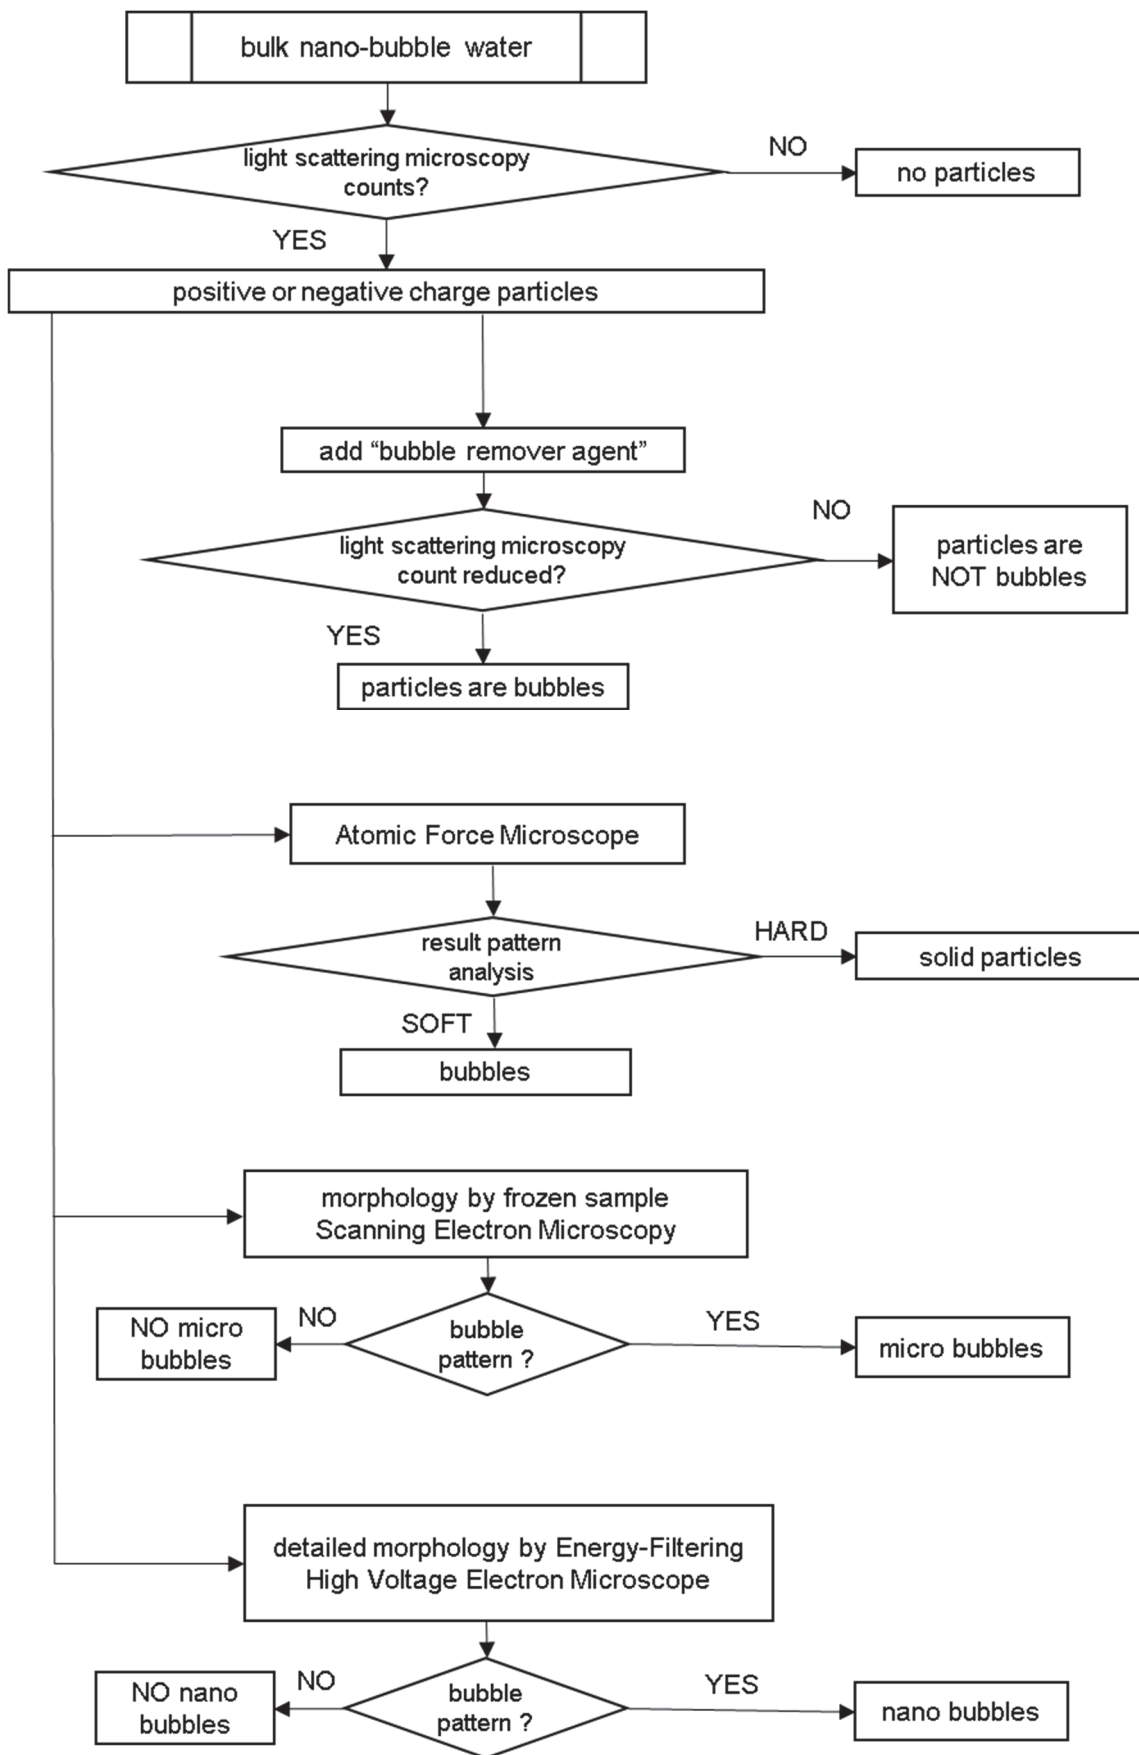 bulk nano-bubble water
light scattering microscopy
counts?
NO
no particles
YES
positive or negative charge particles
add “bubble remover agent”
light scattering microscopy
count reduced?
NO
particles are
NOT bubbles
YES
particles are bubbles
Atomic Force Microscope
result pattern
analysis
HARD
solid particles
SOFT
bubbles
morphology by frozen sample
Scanning Electron Microscopy
NO micro
bubbles
NO
bubble
pattern ?
YES
micro bubbles
detailed morphology by Energy-Filtering
High Voltage Electron Microscope
NO nano
bubbles
NO
bubble
pattern ?
YES
nano bubbles